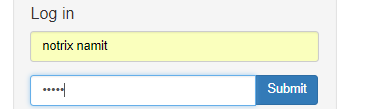 Log in
notrix namit
•••••
Submit